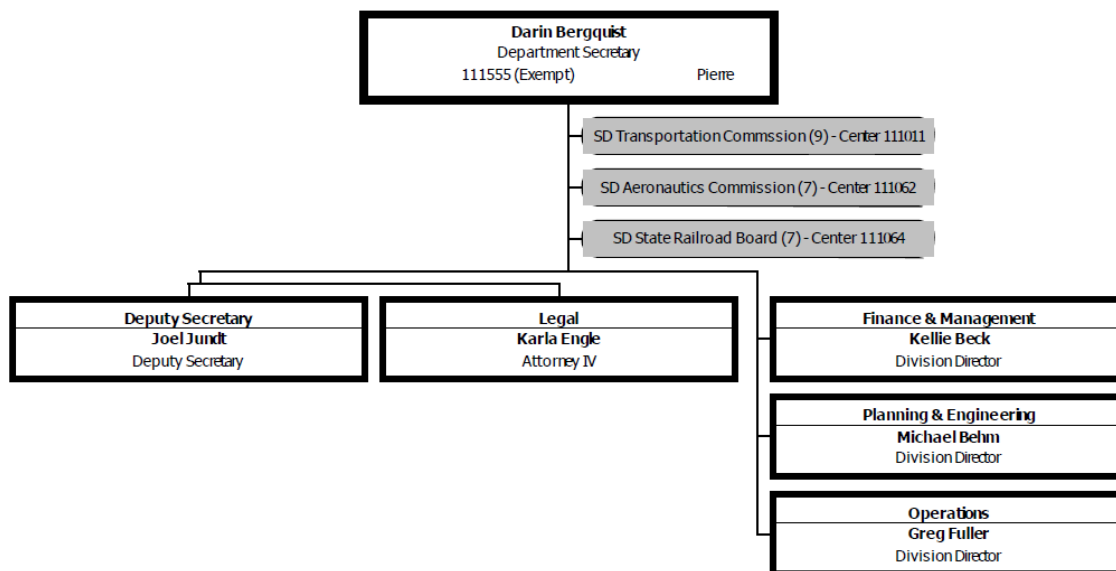 Darin Bergquist
Department Secretary
111555 (Exempt) Pierre
SD Transportation Commssion (9) - Center 111011
SD Aeronautics Commission (7) - Center 111062
SD State Railroad Board (7) - Center 111064
Deputy Secretary
Joel Jundt
Deputy Secretary
Legal
Karla Engle
Attorney IV
Finance & Management
Kellie Beck
Division Director
Planning & Engineering
Michael Behm
Division Director
Operations
Greg Fuller
Division Director